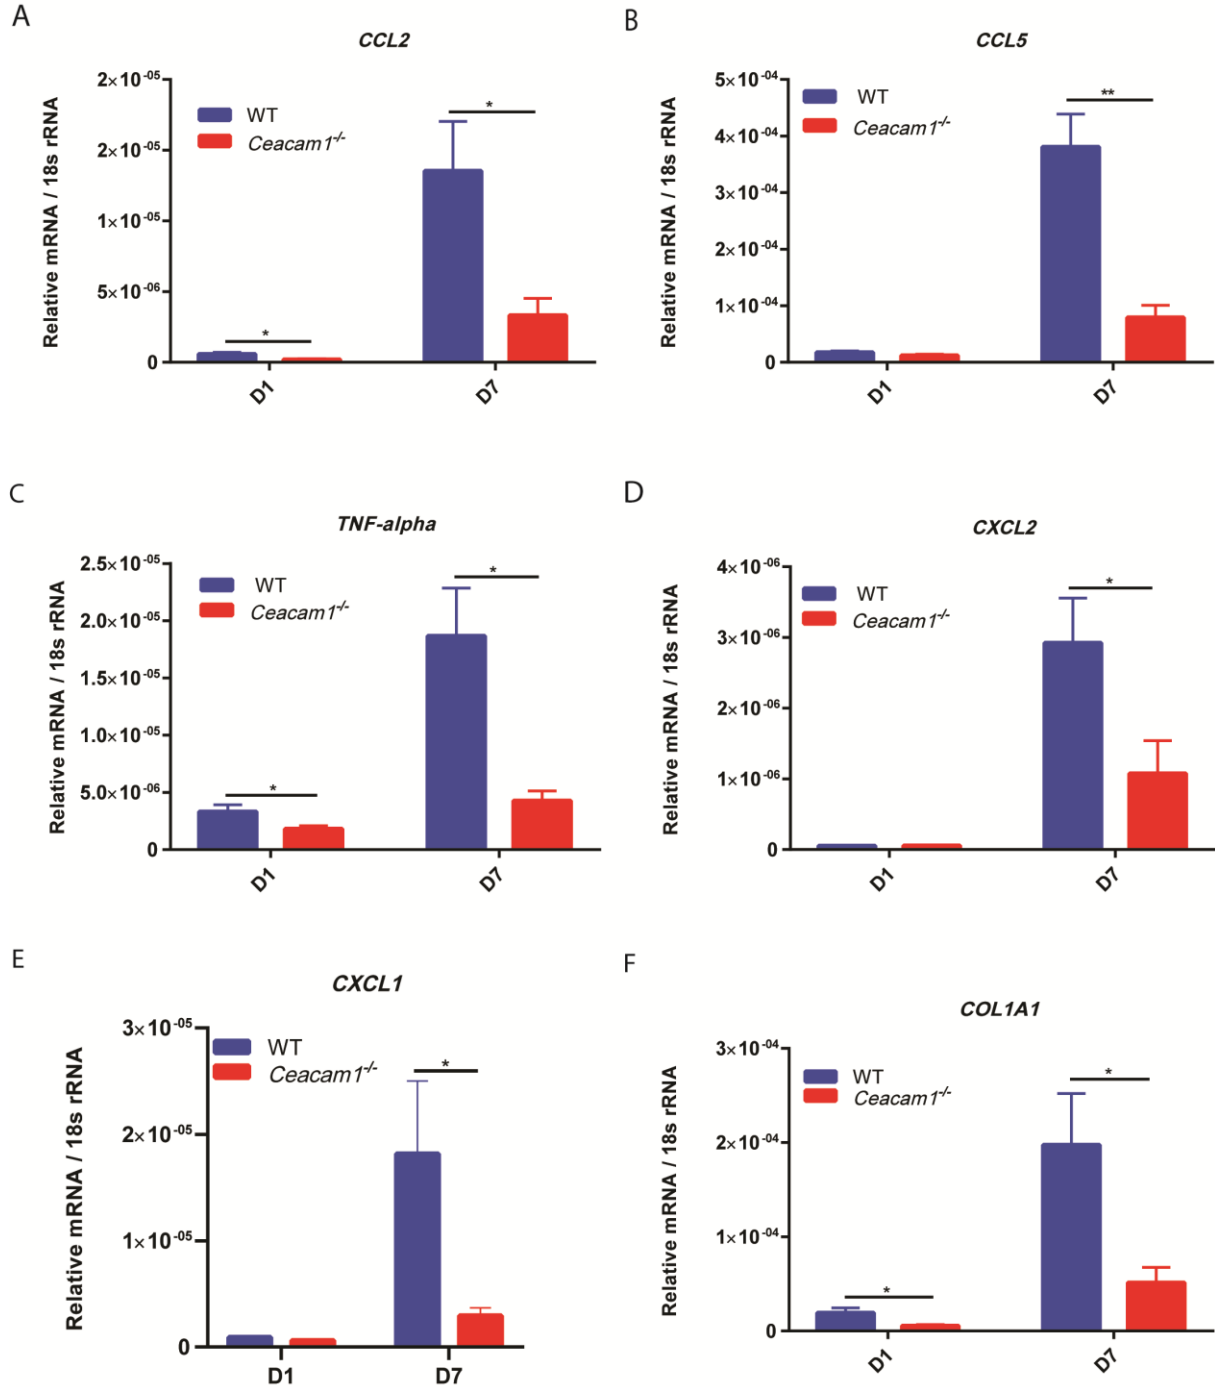 A
CCL2
Relative mRNA / 18s rRNA
2×10⁻⁰⁵
2×10⁻⁰⁵
1×10⁻⁰⁵
5×10⁻⁰⁶
0
WT
Ceacam1⁻/⁻
*
*
D1
D7
B
CCL5
Relative mRNA / 18s rRNA
5×10⁻⁰⁴
4×10⁻⁰⁴
3×10⁻⁰⁴
2×10⁻⁰⁴
1×10⁻⁰⁴
0
WT
Ceacam1⁻/⁻
**
D1
D7
C
TNF-alpha
Relative mRNA / 18s rRNA
2.5×10⁻⁰⁵
2.0×10⁻⁰⁵
1.5×10⁻⁰⁵
1.0×10⁻⁰⁵
5.0×10⁻⁰⁶
0
WT
Ceacam1⁻/⁻
*
*
D1
D7
D
CXCL2
Relative mRNA / 18s rRNA
4×10⁻⁰⁶
3×10⁻⁰⁶
2×10⁻⁰⁶
1×10⁻⁰⁶
0
WT
Ceacam1⁻/⁻
*
D1
D7
E
CXCL1
Relative mRNA / 18s rRNA
3×10⁻⁰⁵
2×10⁻⁰⁵
1×10⁻⁰⁵
0
WT
Ceacam1⁻/⁻
*
D1
D7
F
COL1A1
Relative mRNA / 18s rRNA
3×10⁻⁰⁴
2×10⁻⁰⁴
1×10⁻⁰⁴
0
WT
Ceacam1⁻/⁻
*
*
D1
D7